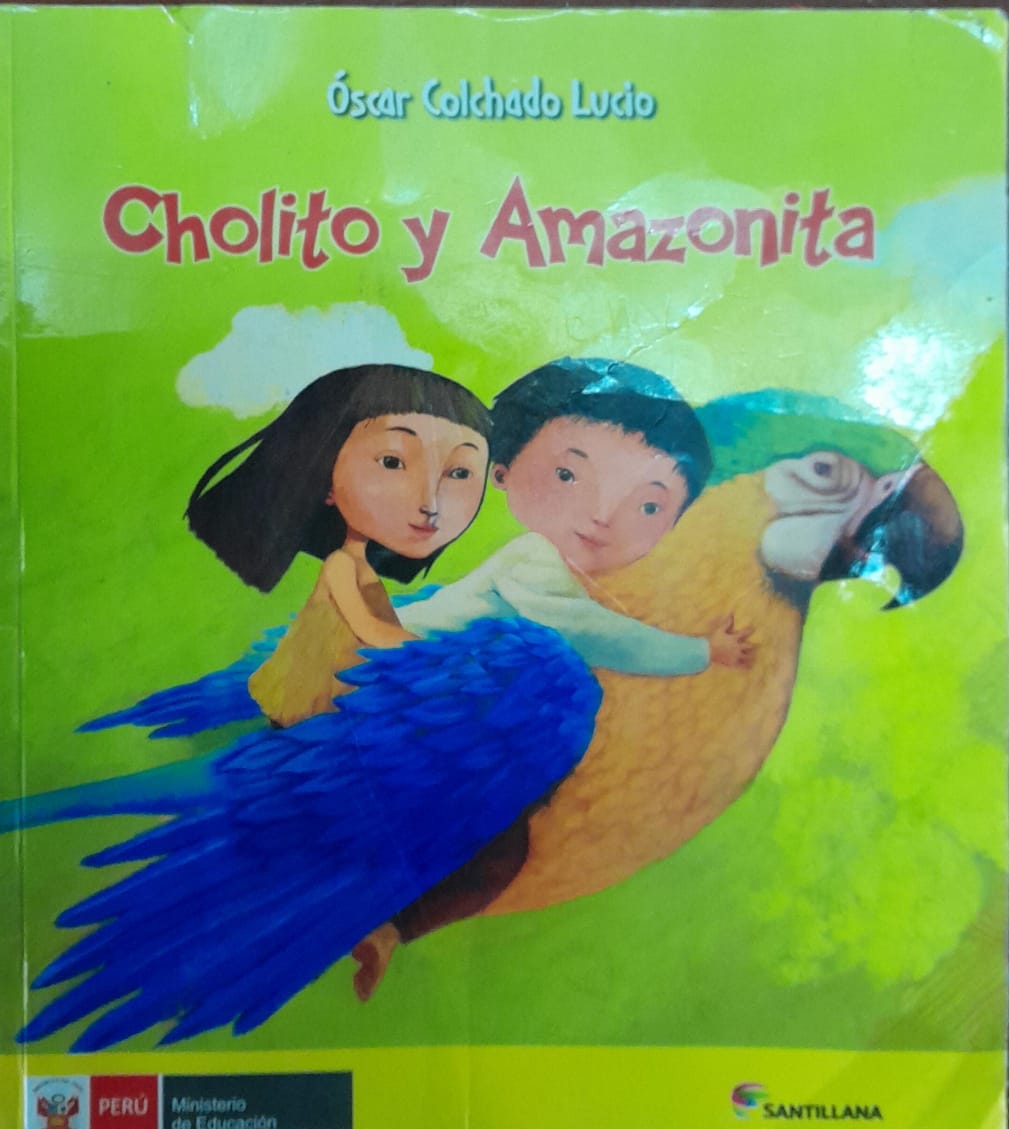 Óscar Colchado Lucio
Cholito y Amazonita
PERÚ
Ministerio
de Educación
SANTILLANA